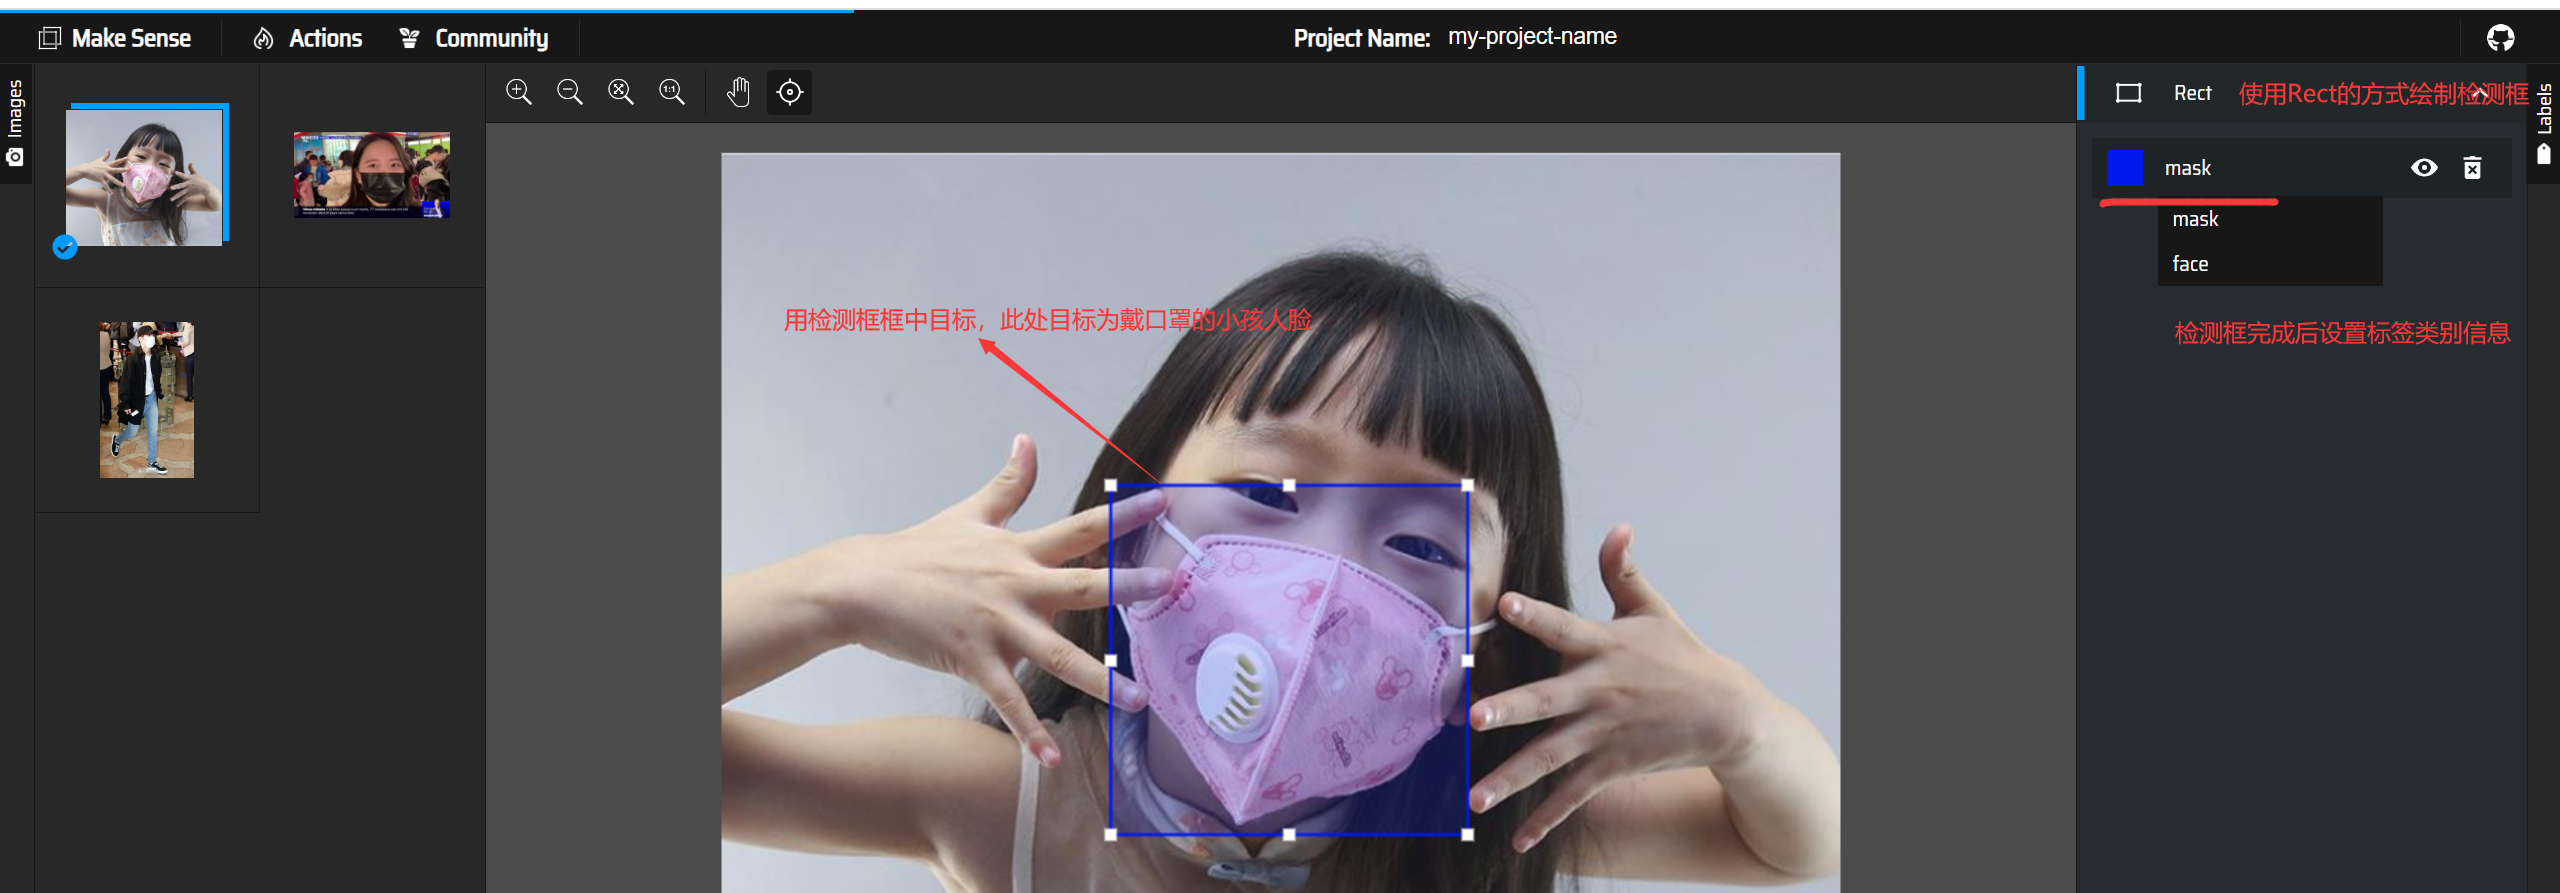 Make Sense
Actions
Community
Project Name: my-project-name
Images
Rect
使用Rect的方式绘制检测框
Labels
mask
mask
face
用检测框框中目标，此处目标为戴口罩的小孩人脸
检测框完成后设置标签类别信息
1:1